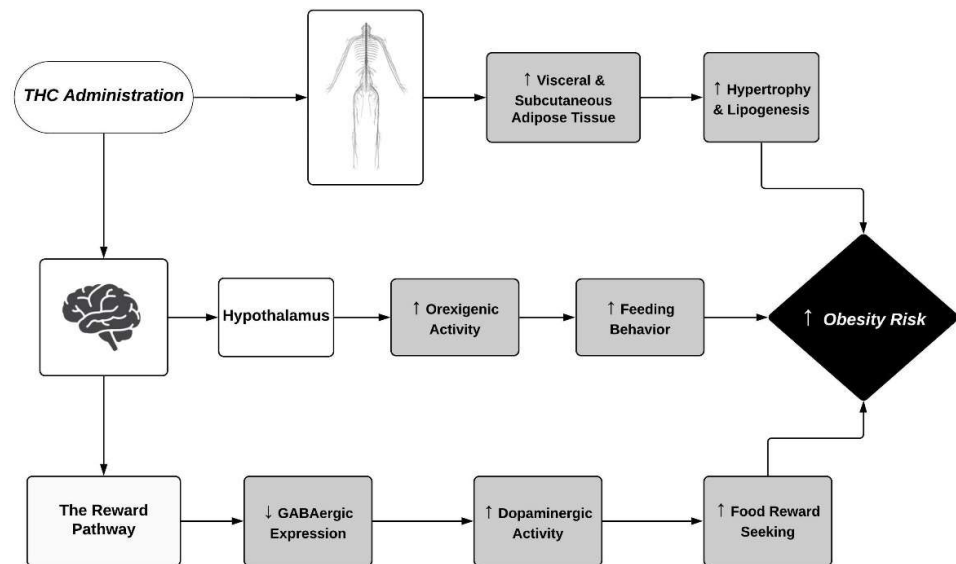 THC Administration
↑ Visceral &
Subcutaneous
Adipose Tissue
↑ Hypertrophy
& Lipogenesis
Hypothalamus
↑ Orexigenic
Activity
↑ Feeding
Behavior
↑ Obesity Risk
The Reward
Pathway
↓ GABAergic
Expression
↑ Dopaminergic
Activity
↑ Food Reward
Seeking